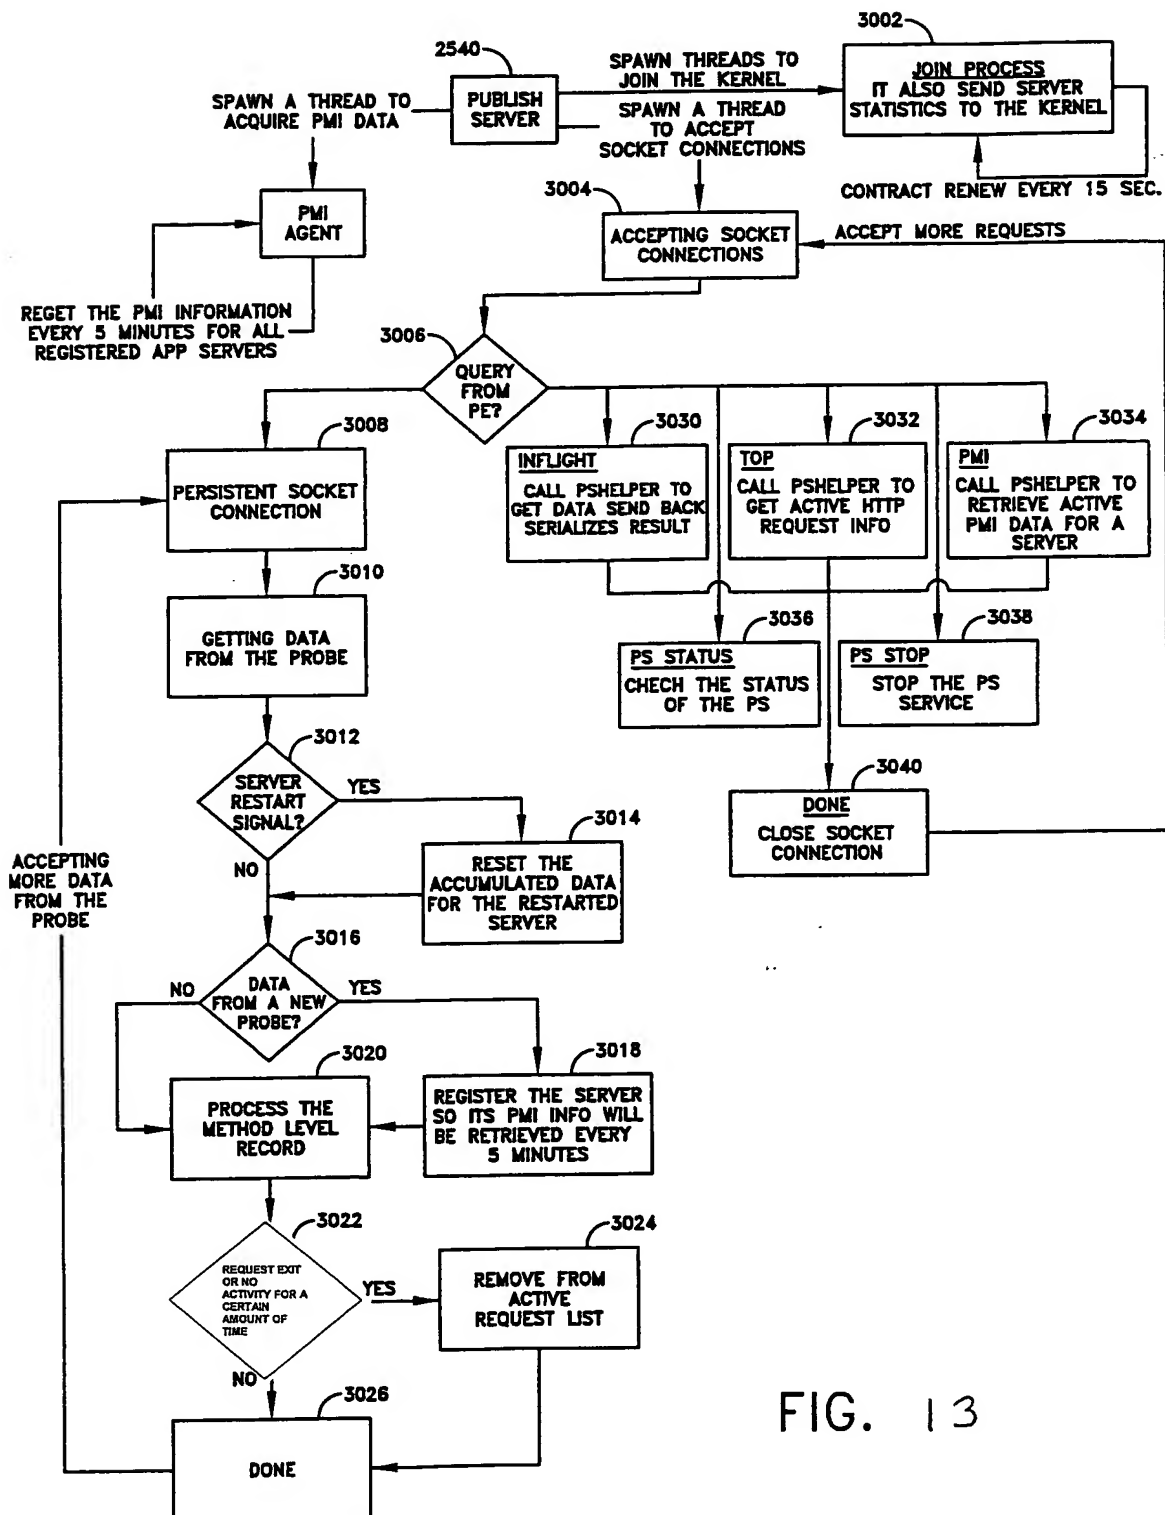 3002
2540
SPAWN THREADS TO
JOIN THE KERNEL
JOIN PROCESS
IT ALSO SEND SERVER
STATISTICS TO THE KERNEL
SPAWN A THREAD TO
ACQUIRE PMI DATA
PUBLISH
SERVER
SPAWN A THREAD
TO ACCEPT
SOCKET CONNECTIONS
CONTRACT RENEW EVERY 15 SEC.
3004
PMI
AGENT
ACCEPTING SOCKET
CONNECTIONS
ACCEPT MORE REQUESTS
REGET THE PMI INFORMATION
EVERY 5 MINUTES FOR ALL
REGISTERED APP SERVERS
3006
QUERY
FROM
PE?
3008
PERSISTENT SOCKET
CONNECTION
3030
INFLIGHT
CALL PSHELPER TO
GET DATA SEND BACK
SERIALIZES RESULT
3032
TOP
CALL PSHELPER TO
GET ACTIVE HTTP
REQUEST INFO
3034
PMI
CALL PSHELPER TO
RETRIEVE ACTIVE
PMI DATA FOR A
SERVER
3010
GETTING DATA
FROM THE PROBE
3036
PS STATUS
CHECH THE STATUS
OF THE PS
3038
PS STOP
STOP THE PS
SERVICE
3012
SERVER
RESTART
SIGNAL?
YES
NO
3014
RESET THE
ACCUMULATED DATA
FOR THE RESTARTED
SERVER
3040
DONE
CLOSE SOCKET
CONNECTION
ACCEPTING
MORE DATA
FROM THE
PROBE
3016
DATA
FROM A NEW
PROBE?
NO
YES
3018
REGISTER THE SERVER
SO ITS PMI INFO WILL
BE RETRIEVED EVERY
5 MINUTES
3020
PROCESS THE
METHOD LEVEL
RECORD
3022
REQUEST EXIT
OR NO
ACTIVITY FOR A
CERTAIN
AMOUNT OF
TIME
YES
NO
3024
REMOVE FROM
ACTIVE
REQUEST LIST
3026
DONE
FIG. 13